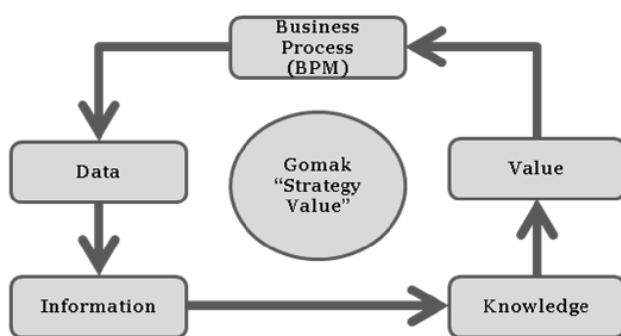 Business
Process
(BPM)
Data
Gomak
“Strategy
Value”
Value
Information
Knowledge